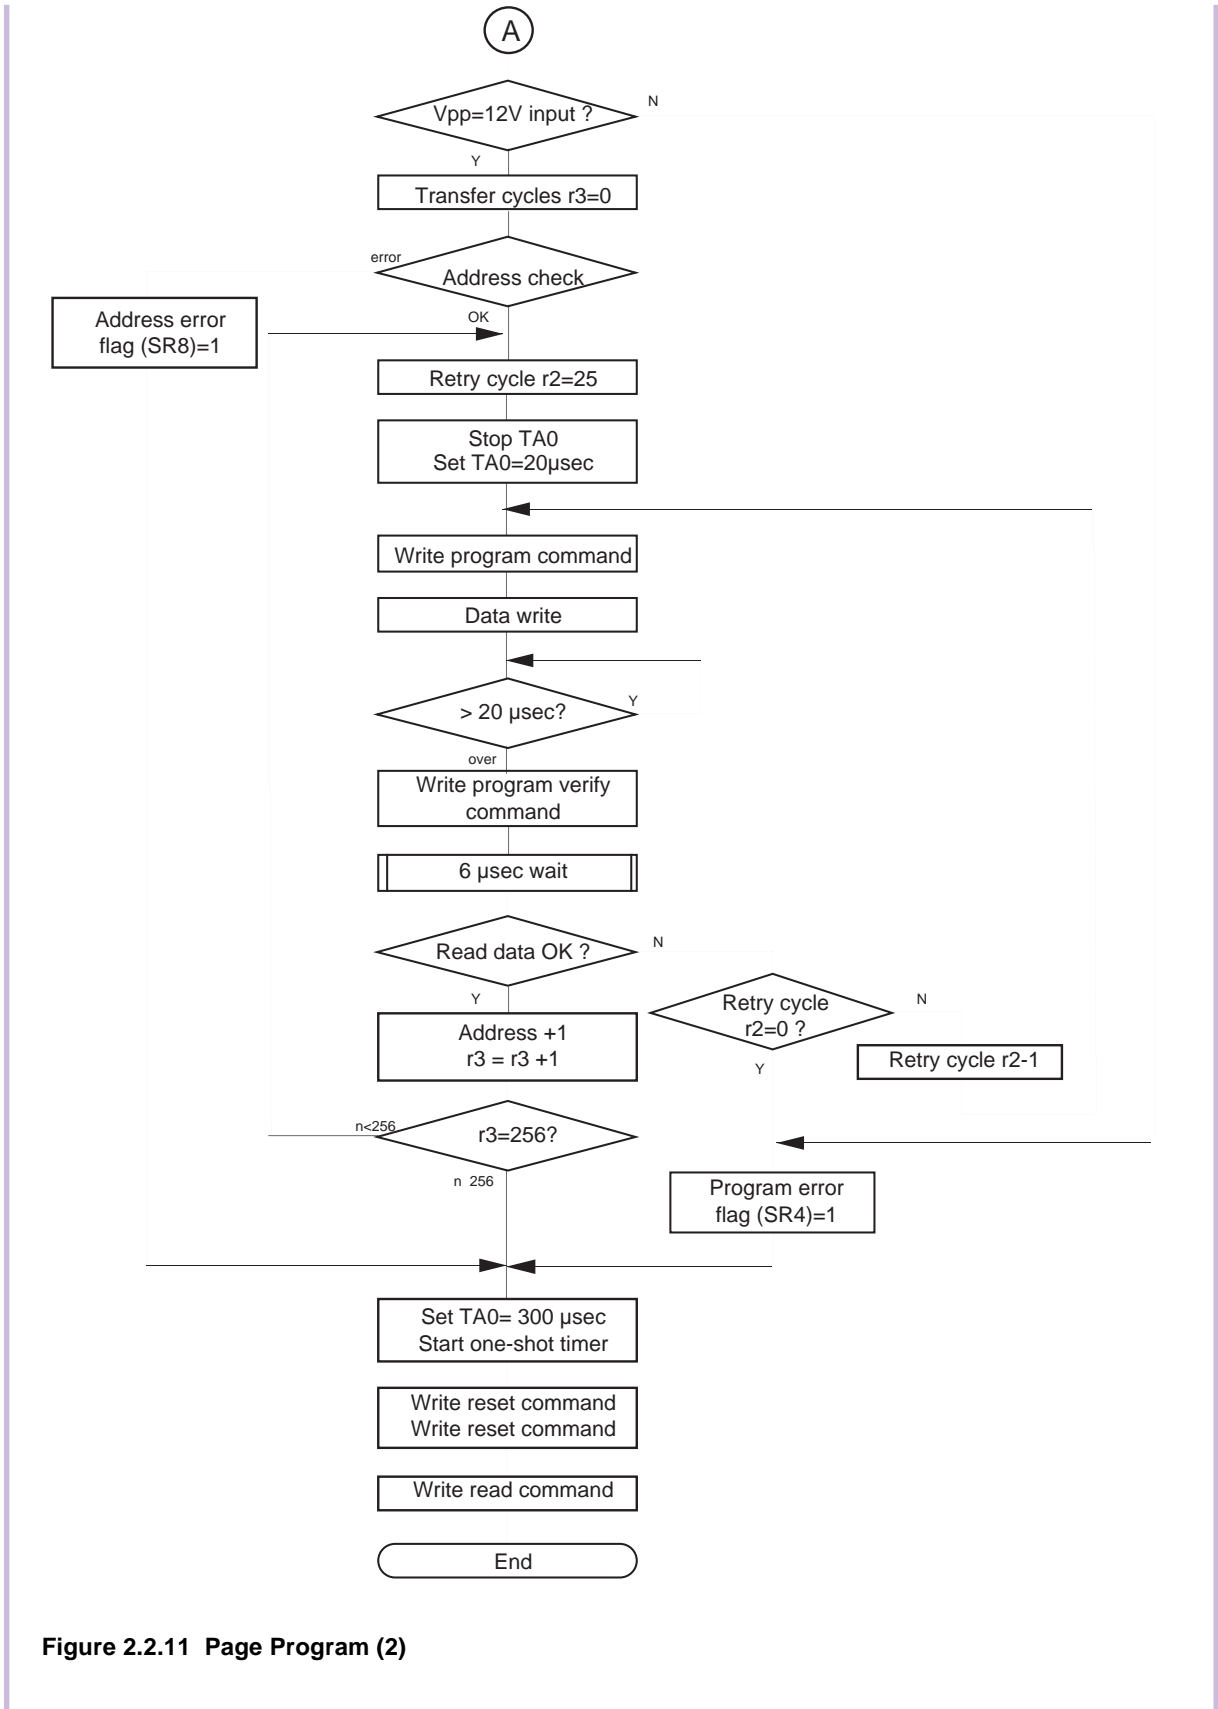 A
Vpp=12V input ?
N
Y
Transfer cycles r3=0
error
Address check
OK
Address error
flag (SR8)=1
Retry cycle r2=25
Stop TA0
Set TA0=20µsec
Write program command
Data write
> 20 µsec?
Y
over
Write program verify
command
6 µsec wait
Read data OK ?
N
Y
Retry cycle
r2=0 ?
N
Y
Address +1
r3 = r3 +1
Retry cycle r2-1
n<256
r3=256?
n 256
Program error
flag (SR4)=1
Set TA0= 300 µsec
Start one-shot timer
Write reset command
Write reset command
Write read command
End
Figure 2.2.11 Page Program (2)